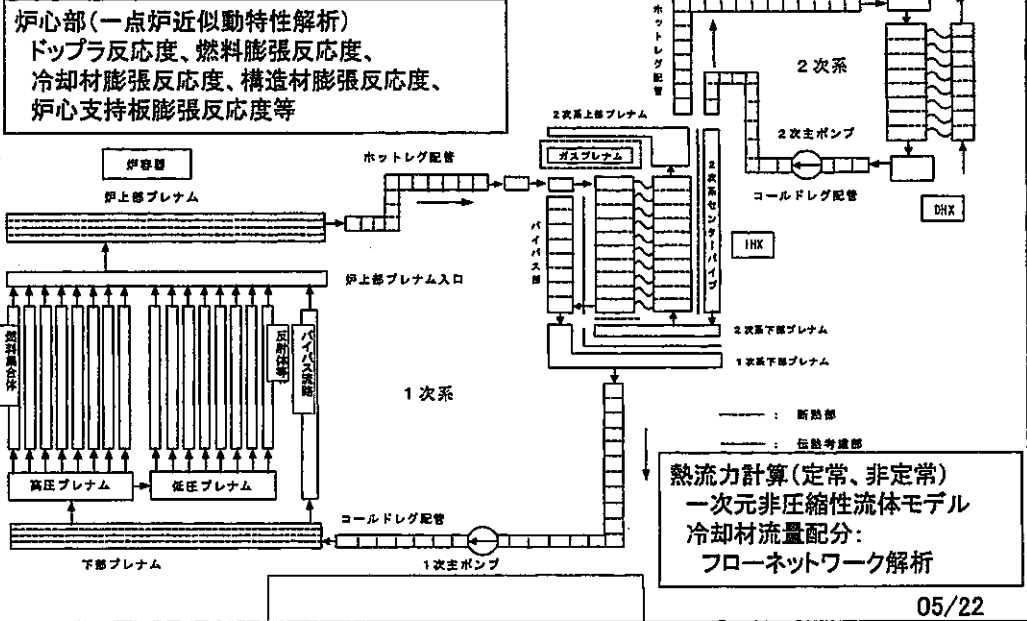 炉心部(一点炉近似動特性解析)
ドップラ反応度、燃料膨張反応度、
冷却材膨張反応度、構造材膨張反応度、
炉心支持板膨張反応度等
ホットレグ配管
2次系
2次主ポンプ
コールドレグ配管
DHX
炉容器
炉上部プレナム
ホットレグ配管
2次系上部プレナム
ガスプレナム
バイパス部
2次系センターパイプ
IHX
炉上部プレナム入口
2次系下部プレナム
1次系下部プレナム
燃料集合体
反射体等
バイパス流路
1次系
高圧プレナム
低圧プレナム
下部プレナム
コールドレグ配管
1次主ポンプ
: 断熱部
: 伝熱考慮部
熱流力計算(定常、非定常)
一次元非圧縮性流体モデル
冷却材流量配分:
フローネットワーク解析
05/22